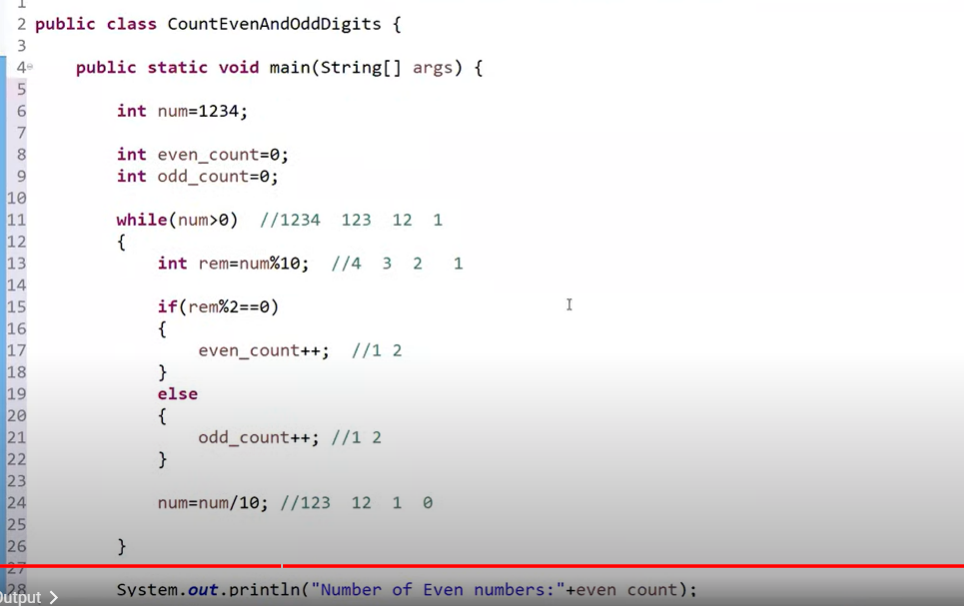 1
2 public class CountEvenAndOddDigits {
3
4 public static void main(String[] args) {
5
6 int num=1234;
7
8 int even_count=0;
9 int odd_count=0;
10
11 while(num>0) //1234 123 12 1
12 {
13 int rem=num%10; //4 3 2 1
14
15 if(rem%2==0)
16 {
17 even_count++; //1 2
18 }
19 else
20 {
21 odd_count++; //1 2
22 }
23
24 num=num/10; //123 12 1 0
25
26 }
27
28 System.out.println("Number of Even numbers:"+even_count);
Output >